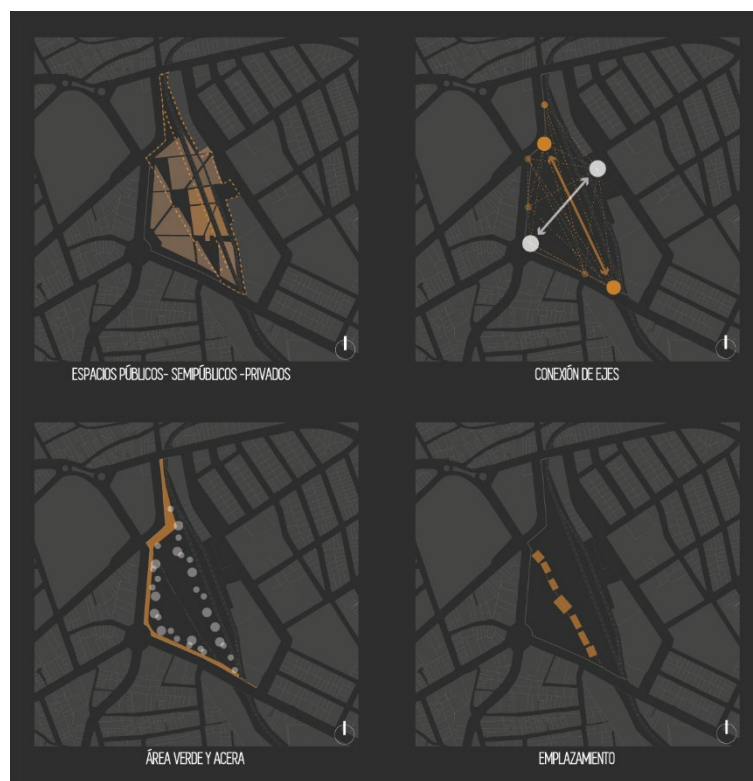 ESPACIOS PÚBLICOS- SEMIPÚBLICOS -PRIVADOS
CONEXIÓN DE EJES
ÁREA VERDE Y ACERA
EMPLAZAMIENTO